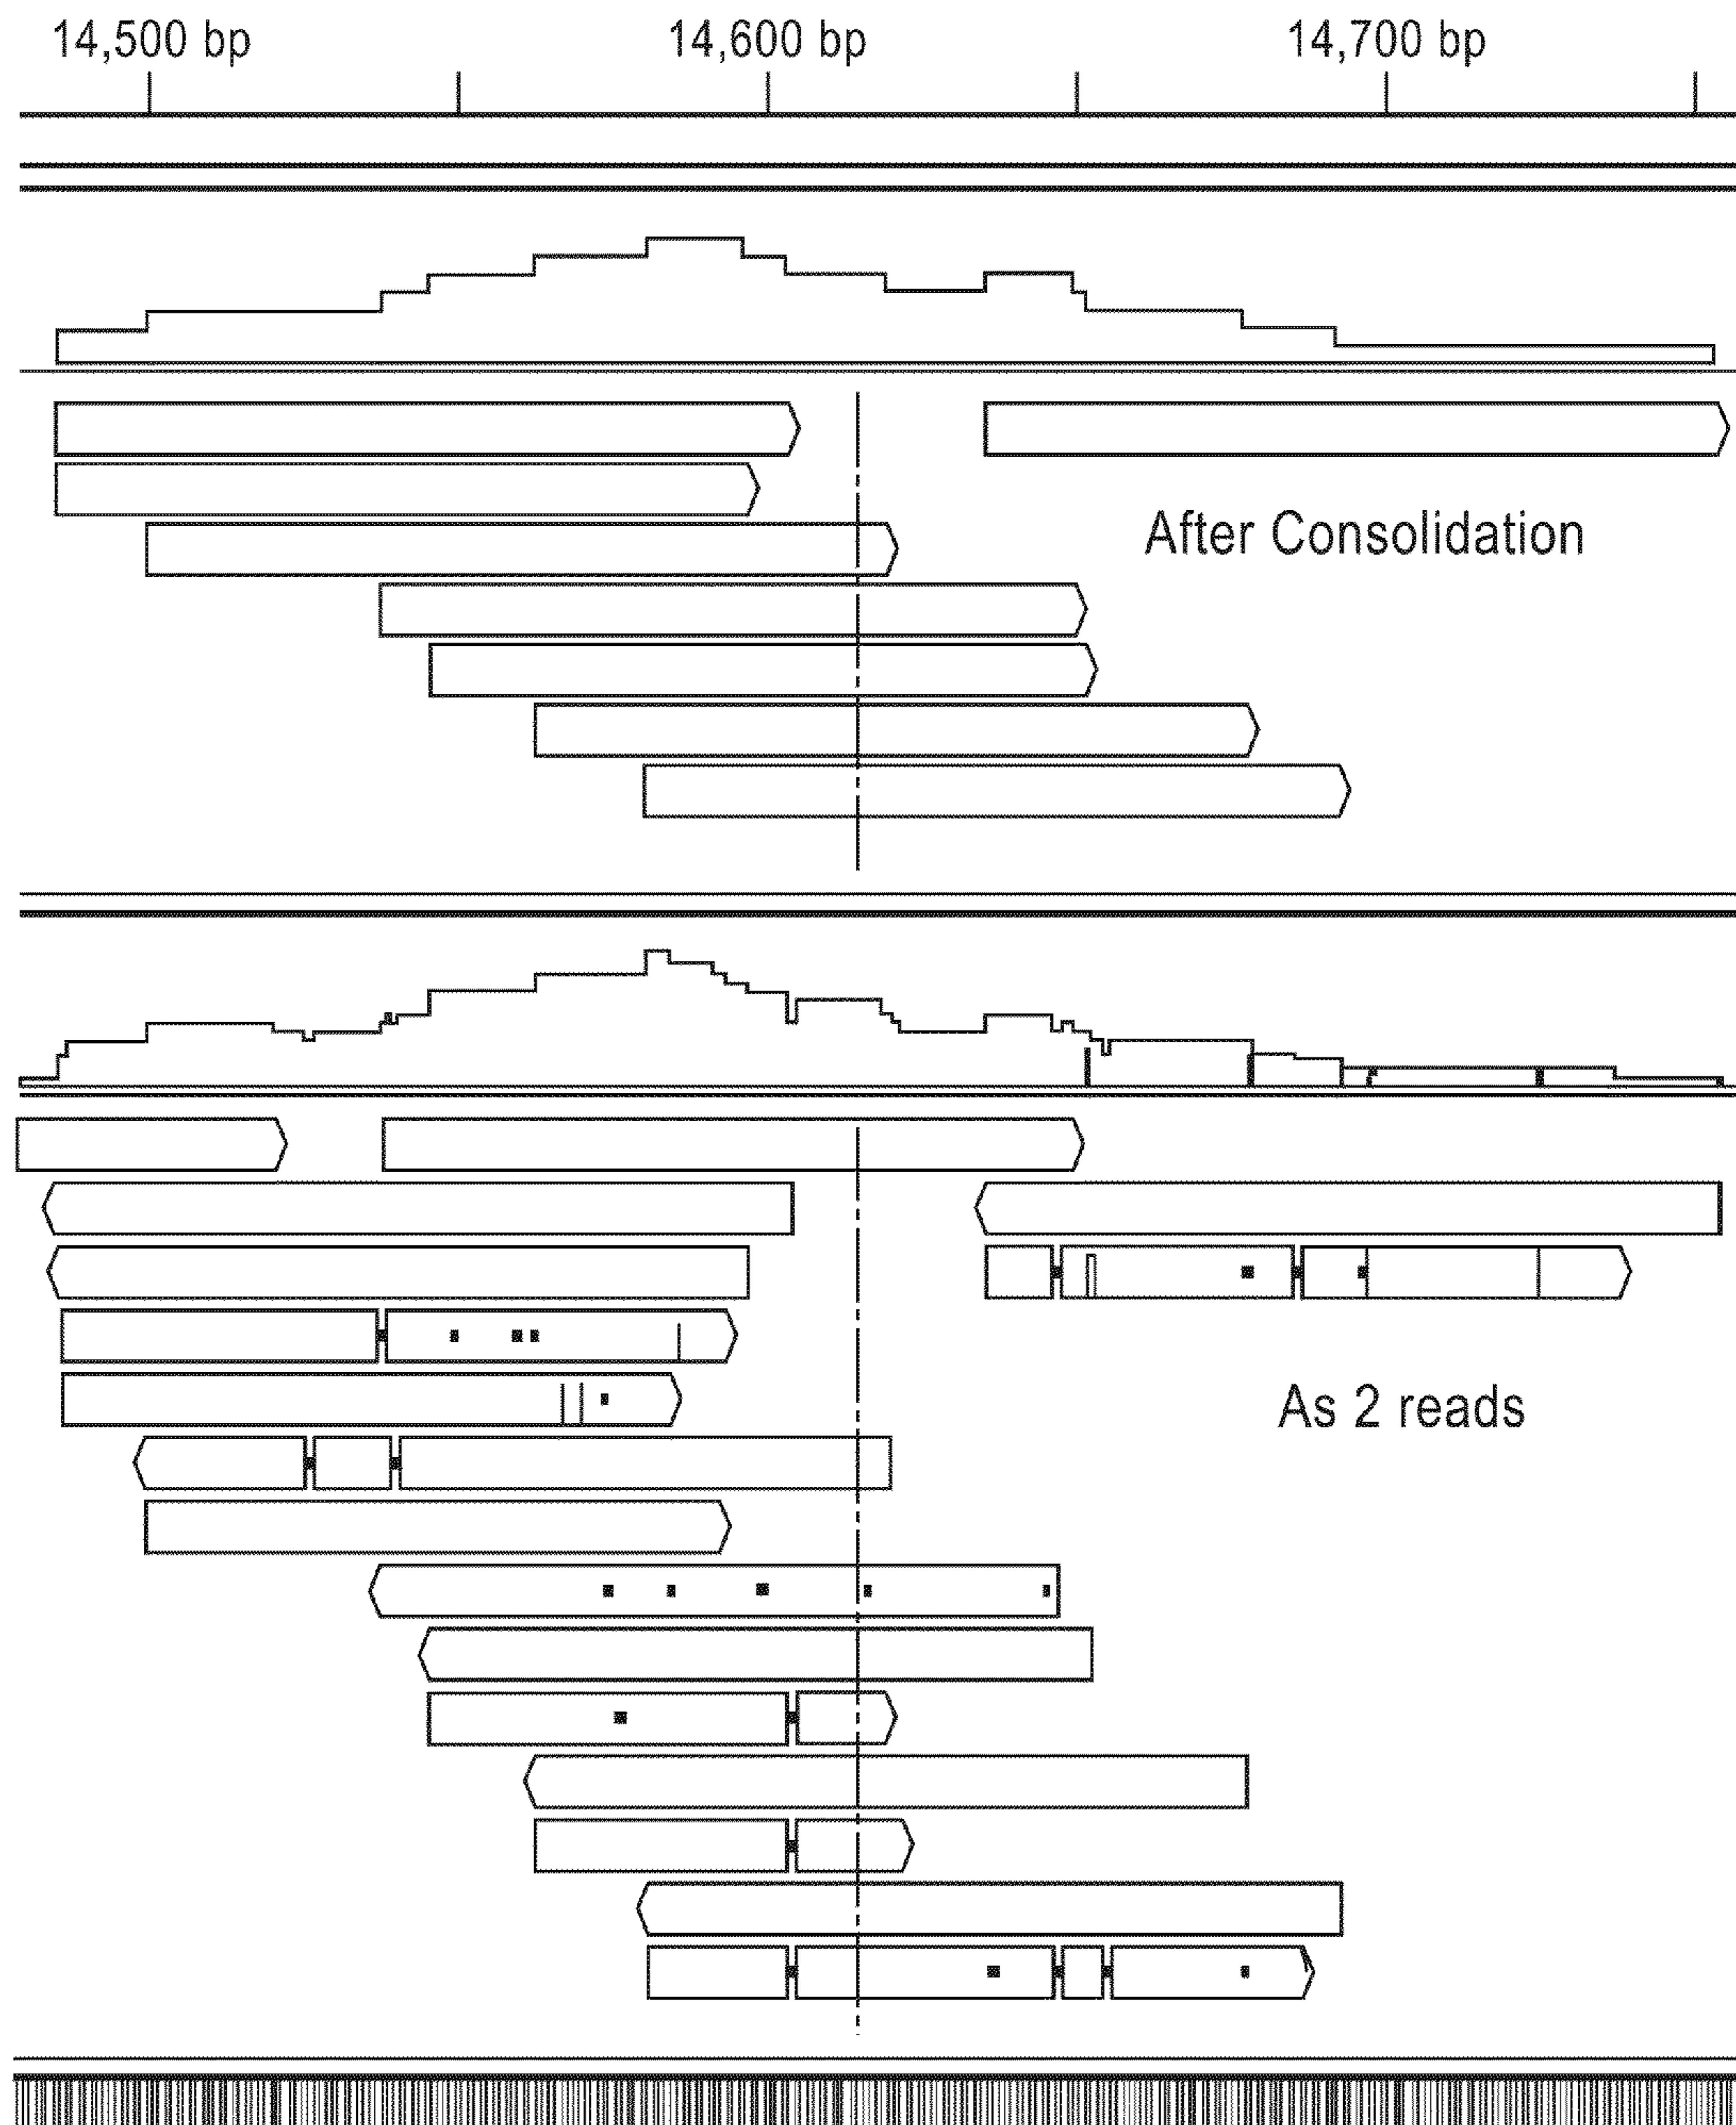 14,500 bp 14,600 bp 14,700 bp
After Consolidation
As 2 reads